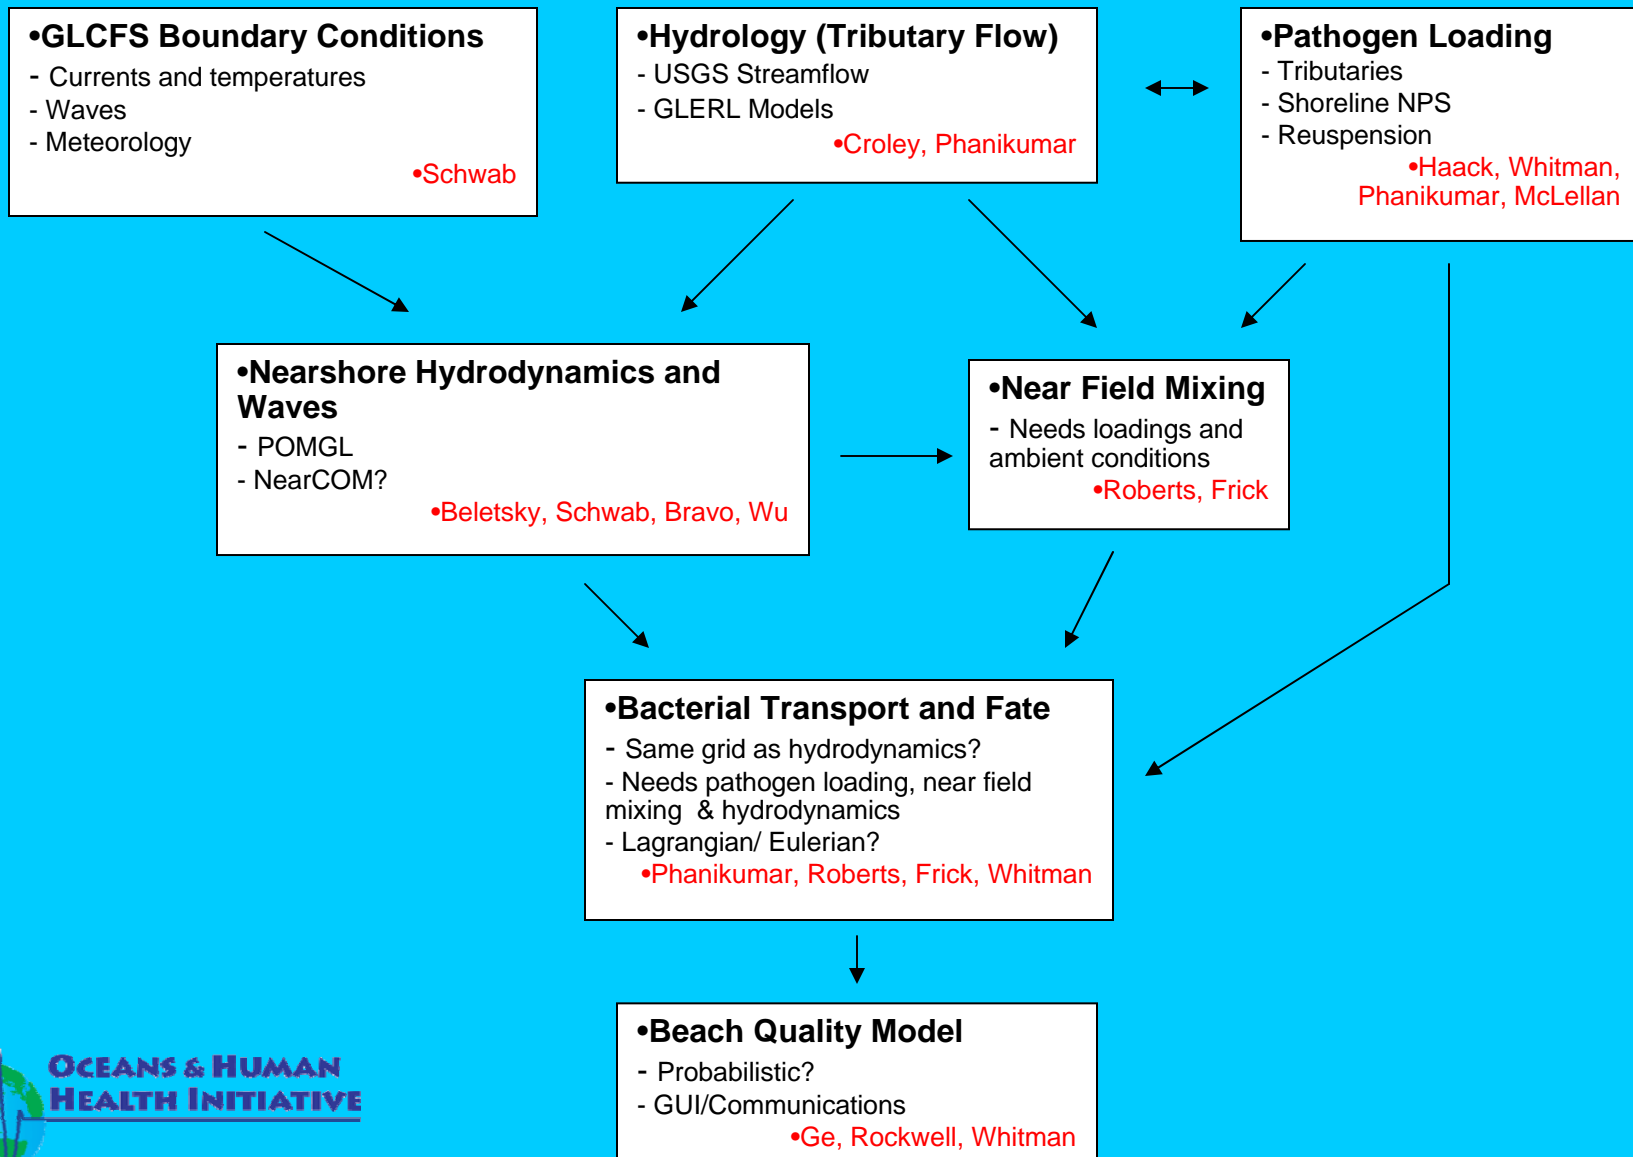 •GLCFS Boundary Conditions
- Currents and temperatures
- Waves
- Meteorology
•Schwab
•Hydrology (Tributary Flow)
- USGS Streamflow
- GLERL Models
•Croley, Phanikumar
•Pathogen Loading
- Tributaries
- Shoreline NPS
- Reuspension
•Haack, Whitman,
Phanikumar, McLellan
•Nearshore Hydrodynamics and
Waves
- POMGL
- NearCOM?
•Beletsky, Schwab, Bravo, Wu
•Near Field Mixing
- Needs loadings and
ambient conditions
•Roberts, Frick
•Bacterial Transport and Fate
- Same grid as hydrodynamics?
- Needs pathogen loading, near field
mixing & hydrodynamics
- Lagrangian/ Eulerian?
•Phanikumar, Roberts, Frick, Whitman
•Beach Quality Model
- Probabilistic?
- GUI/Communications
•Ge, Rockwell, Whitman
OCEANS & HUMAN
HEALTH INITIATIVE